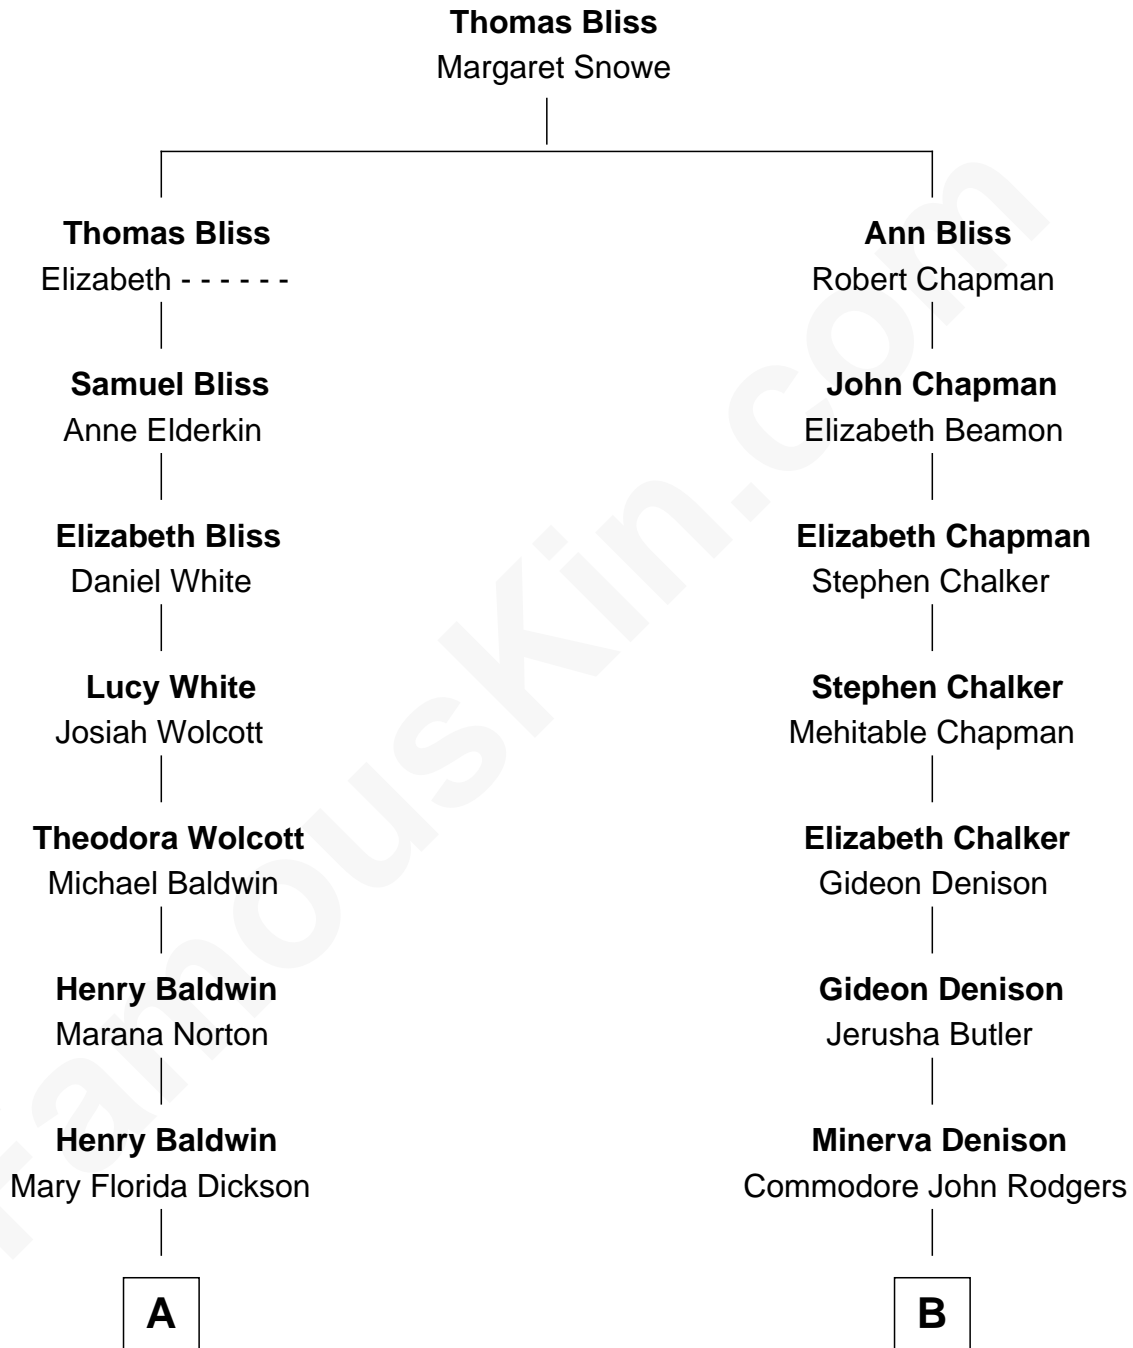 Thomas Bliss
Margaret Snowe
Thomas Bliss
Elizabeth - - - - - -
Ann Bliss
Robert Chapman
Samuel Bliss
Anne Elderkin
John Chapman
Elizabeth Beamon
Elizabeth Bliss
Daniel White
Elizabeth Chapman
Stephen Chalker
Lucy White
Josiah Wolcott
Stephen Chalker
Mehitable Chapman
Theodora Wolcott
Michael Baldwin
Elizabeth Chalker
Gideon Denison
Henry Baldwin
Marana Norton
Gideon Denison
Jerusha Butler
Henry Baldwin
Mary Florida Dickson
Minerva Denison
Commodore John Rodgers
A
B
FamousKin.com